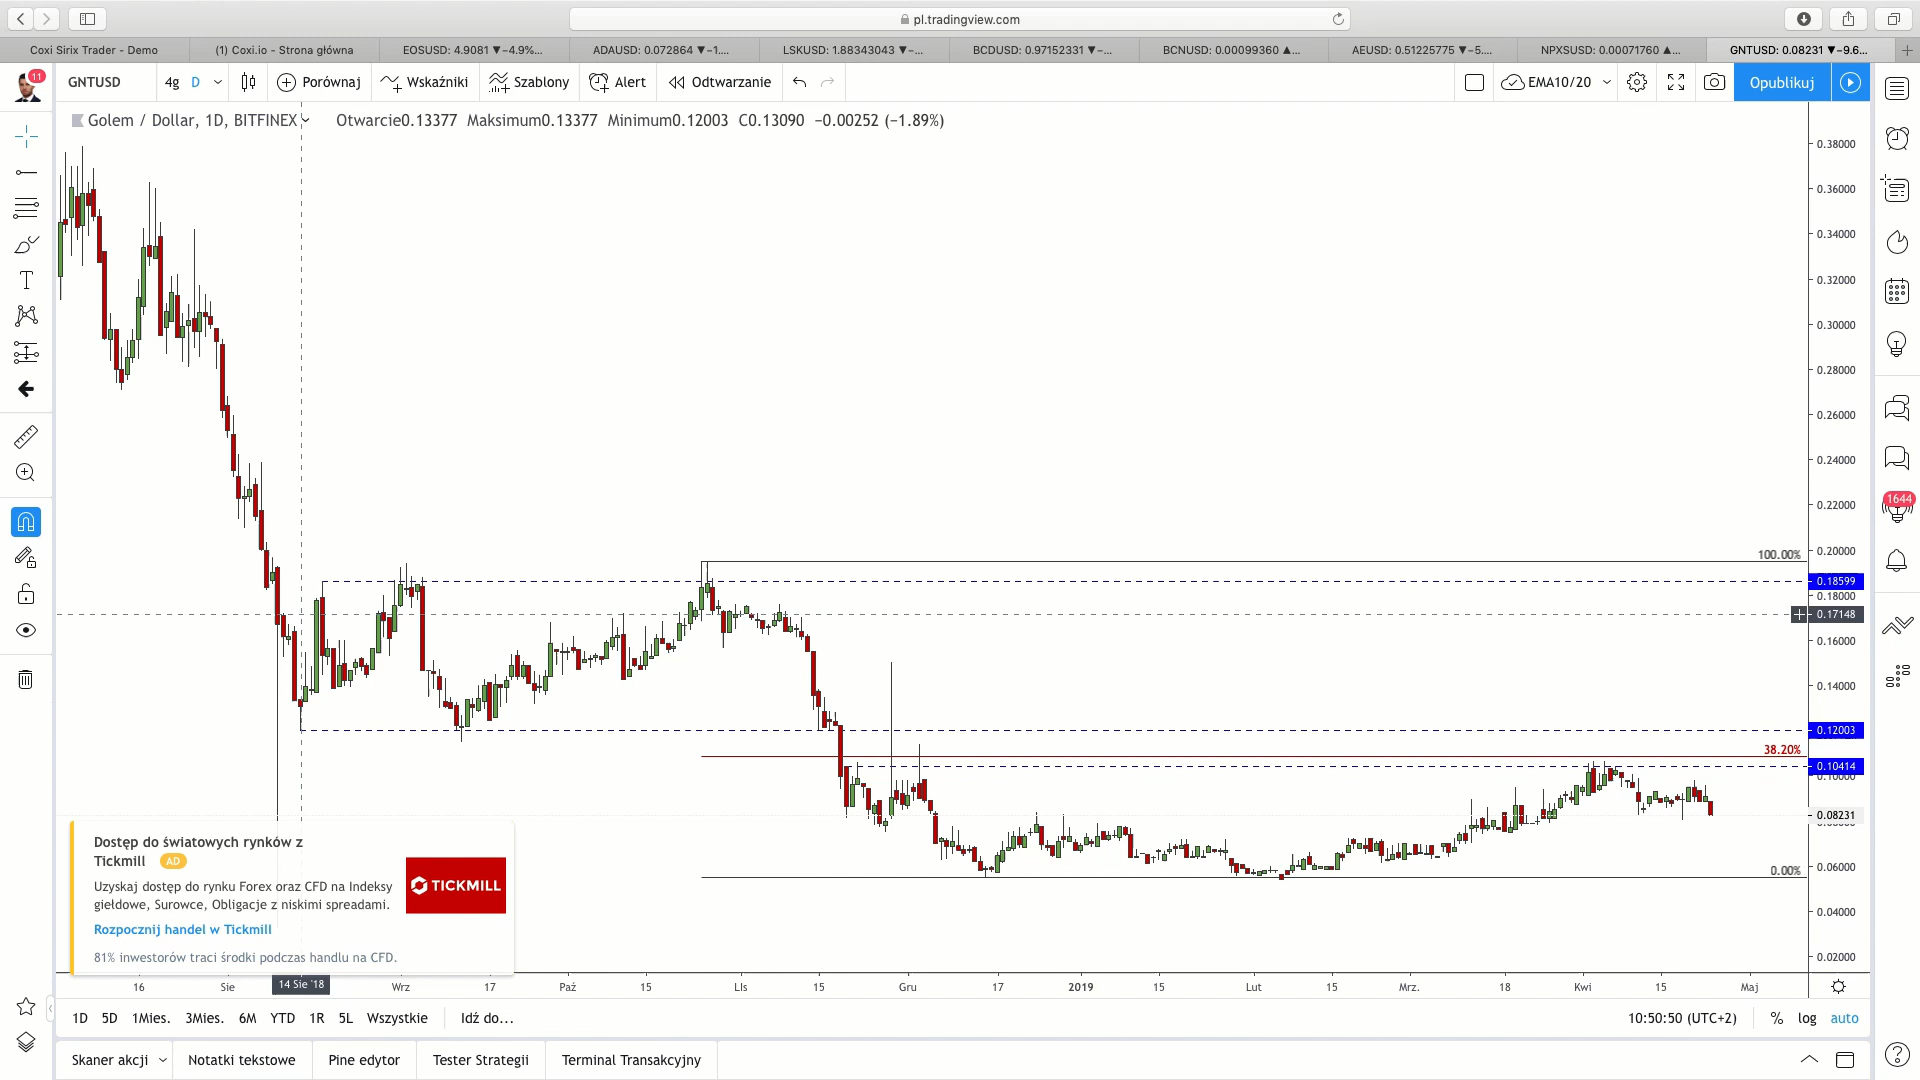 pl.tradingview.com
Coxi Sirix Trader - Demo
(1) Coxi.io - Strona główna
EOSUSD: 4.9081 ▼−4.9%...
ADAUSD: 0.072864 ▼−1....
LSKUSD: 1.88343043 ▼−...
BCDUSD: 0.97152331 ▼−...
BCNUSD: 0.00099360 ▲...
AEUSD: 0.51225775 ▼−5....
NPXSUSD: 0.00071760 ▲...
GNTUSD: 0.08231 ▼−9.6...
11
GNTUSD
4g
D
Porównaj
Wskaźniki
Szablony
Alert
Odtwarzanie
EMA10/20
Opublikuj
Golem / Dollar, 1D, BITFINEX
Otwarcie0.13377 Maksimum0.13377 Minimum0.12003 C0.13090 −0.00252 (−1.89%)
0.38000
0.36000
0.34000
0.32000
0.30000
0.28000
0.26000
0.24000
0.22000
1644
0.20000
100.00%
0.18599
0.18000
0.17148
0.16000
0.14000
0.12003
38.20%
0.10414
0.10000
0.08231
0.06000
0.00%
0.04000
0.02000
Dostęp do światowych rynków z
Tickmill AD
Uzyskaj dostęp do rynku Forex oraz CFD na Indeksy
giełdowe, Surowce, Obligacje z niskimi spreadami.
Rozpocznij handel w Tickmill
81% inwestorów traci środki podczas handlu na CFD.
TICKMILL
16 Sie 14 Sie '18 Wrz 17 Paź 15 LIs 15 Gru 17 2019 15 Lut 15 Mrz. 18 Kwi 15 Maj
1D 5D 1Mies. 3Mies. 6M YTD 1R 5L Wszystkie Idź do...
10:50:50 (UTC+2) % log auto
Skaner akcji Notatki tekstowe Pine edytor Tester Strategii Terminal Transakcyjny